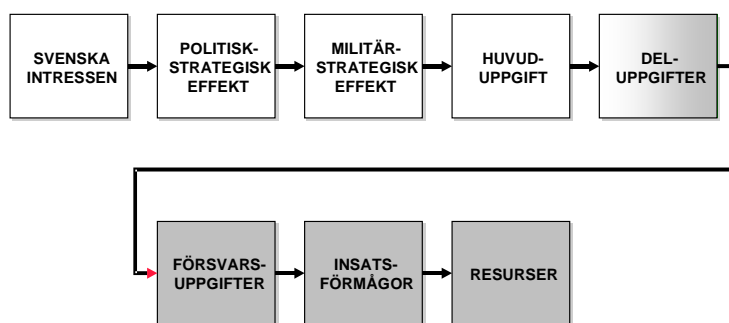 SVENSKA
INTRESSEN
POLITISK-
STRATEGISK
EFFEKT
MILITÄR-
STRATEGISK
EFFEKT
HUVUD-
UPPGIFT
DEL-
UPPGIFTER
FÖRSVARS-
UPPGIFTER
INSATS-
FÖRMÅGOR
RESURSER